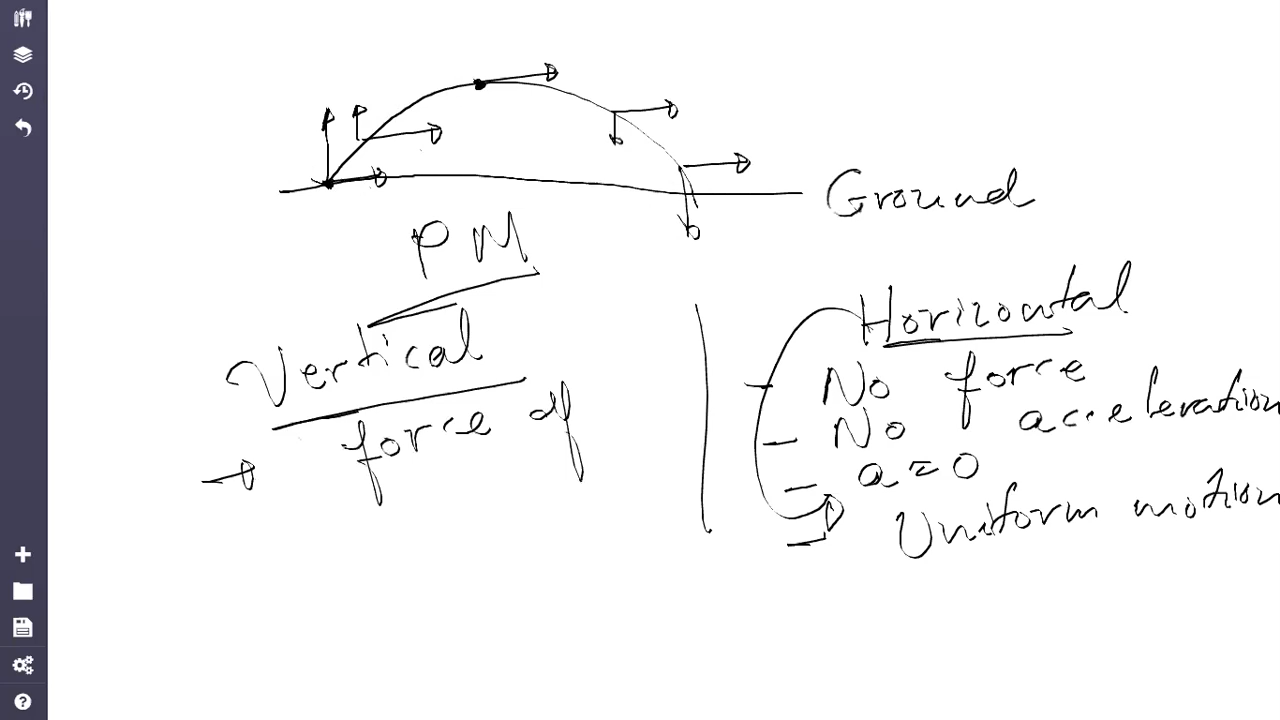 Ground
PM
Vertical
force of
Horizontal
- No force
- No acceleration
- a = 0
- Uniform motion